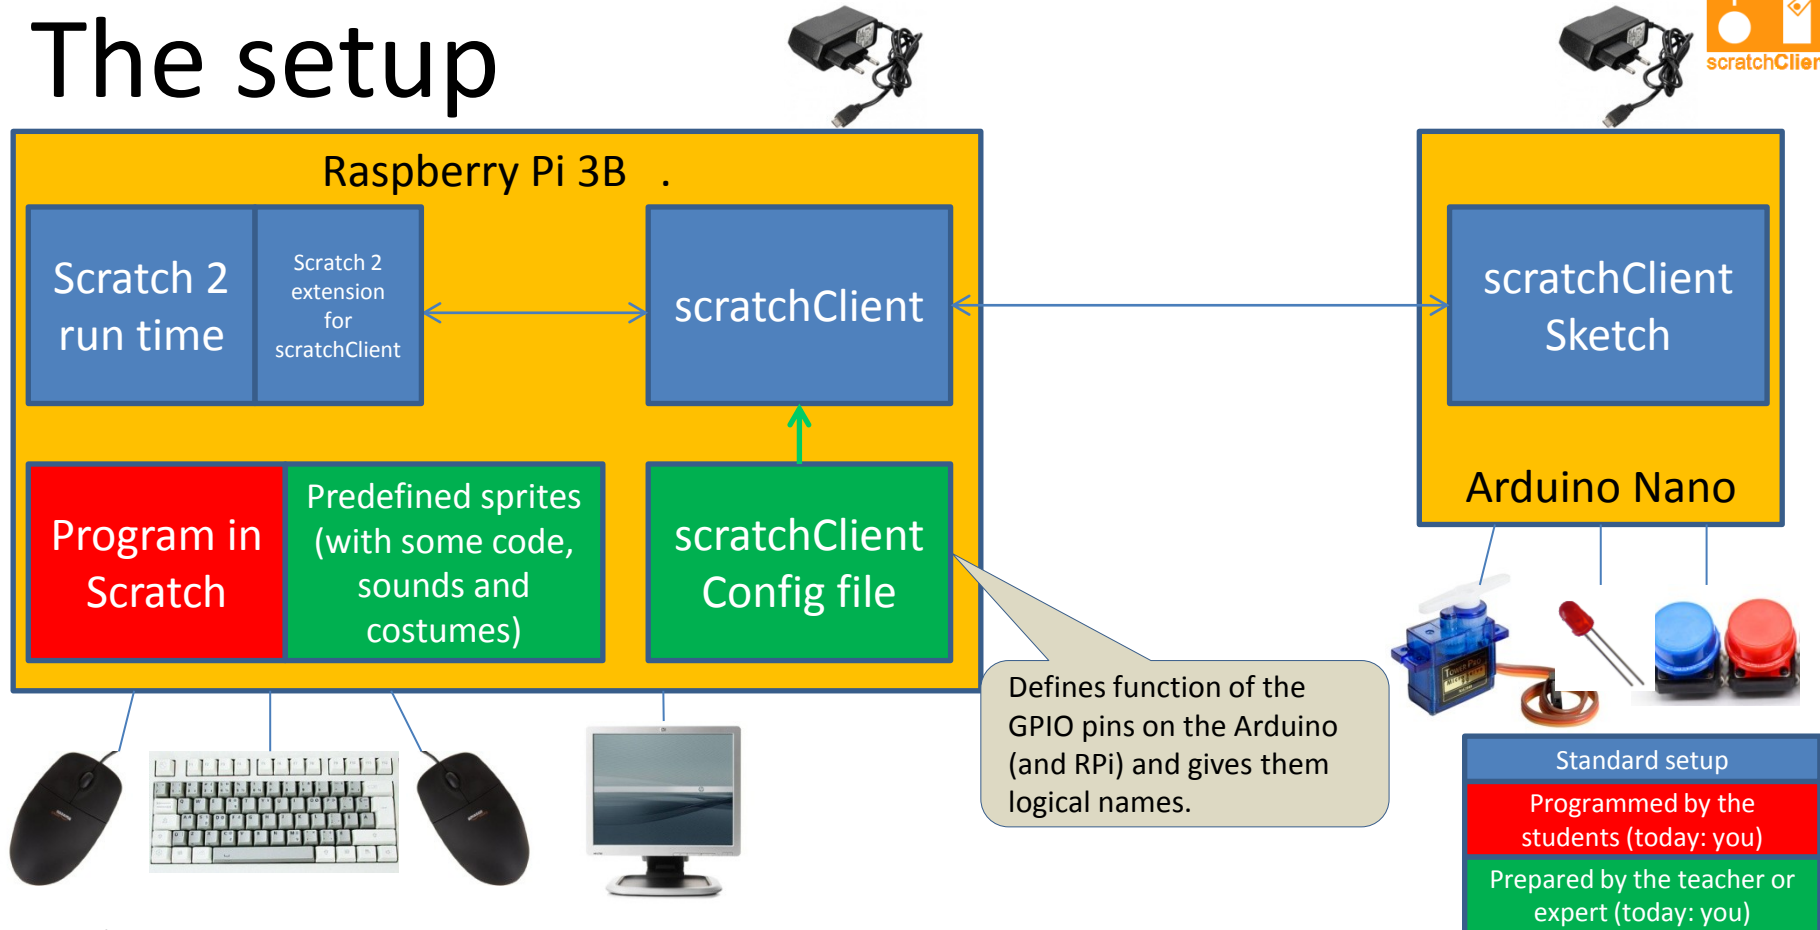 The setup
scratchClien
Raspberry Pi 3B .
Scratch 2
run time
Scratch 2
extension
for
scratchClient
scratchClient
scratchClient
Sketch
Arduino Nano
Program in
Scratch
Predefined sprites
(with some code,
sounds and
costumes)
scratchClient
Config file
Defines function of the
GPIO pins on the Arduino
(and RPi) and gives them
logical names.
Standard setup
Programmed by the
students (today: you)
Prepared by the teacher or
expert (today: you)